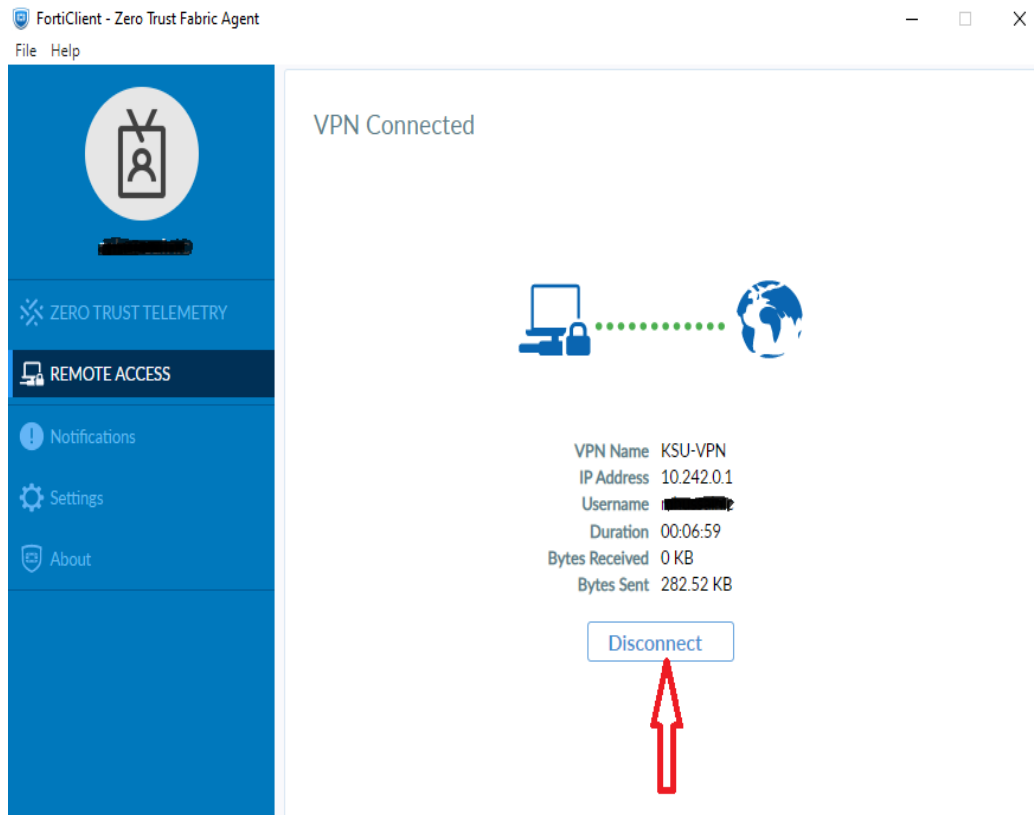 FortiClient - Zero Trust Fabric Agent
File Help
VPN Connected
ZERO TRUST TELEMETRY
REMOTE ACCESS
Notifications
Settings
About
VPN Name KSU-VPN
IP Address 10.242.0.1
Username
Duration 00:06:59
Bytes Received 0 KB
Bytes Sent 282.52 KB
Disconnect